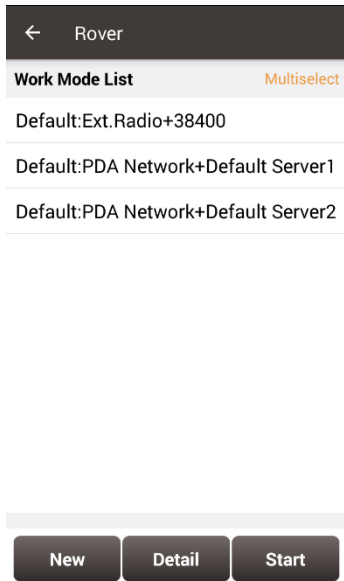 Rover
Work Mode List Multiselect
Default:Ext.Radio+38400
Default:PDA Network+Default Server1
Default:PDA Network+Default Server2
New Detail Start